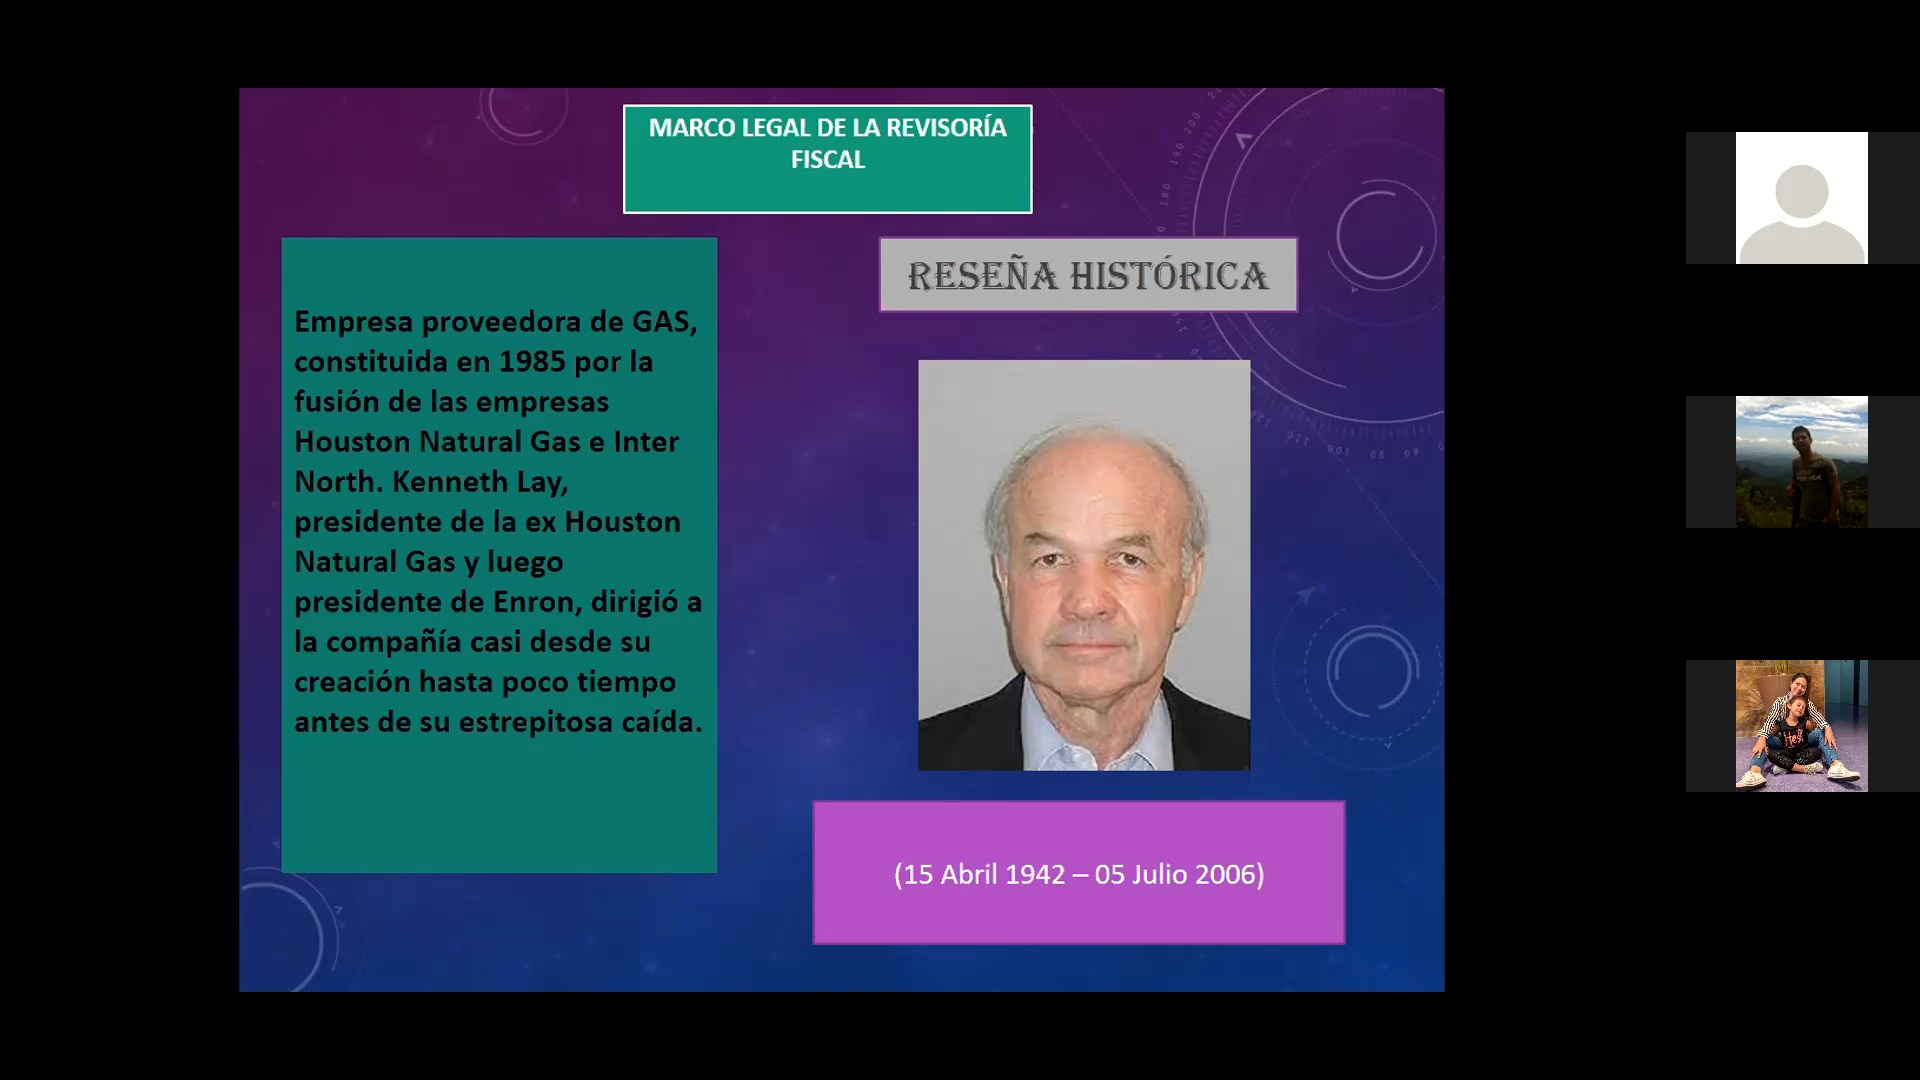 MARCO LEGAL DE LA REVISORÍA
FISCAL
RESEÑA HISTÓRICA
Empresa proveedora de GAS,
constituida en 1985 por la
fusión de las empresas
Houston Natural Gas e Inter
North. Kenneth Lay,
presidente de la ex Houston
Natural Gas y luego
presidente de Enron, dirigió a
la compañía casi desde su
creación hasta poco tiempo
antes de su estrepitosa caída.
(15 Abril 1942 – 05 Julio 2006)